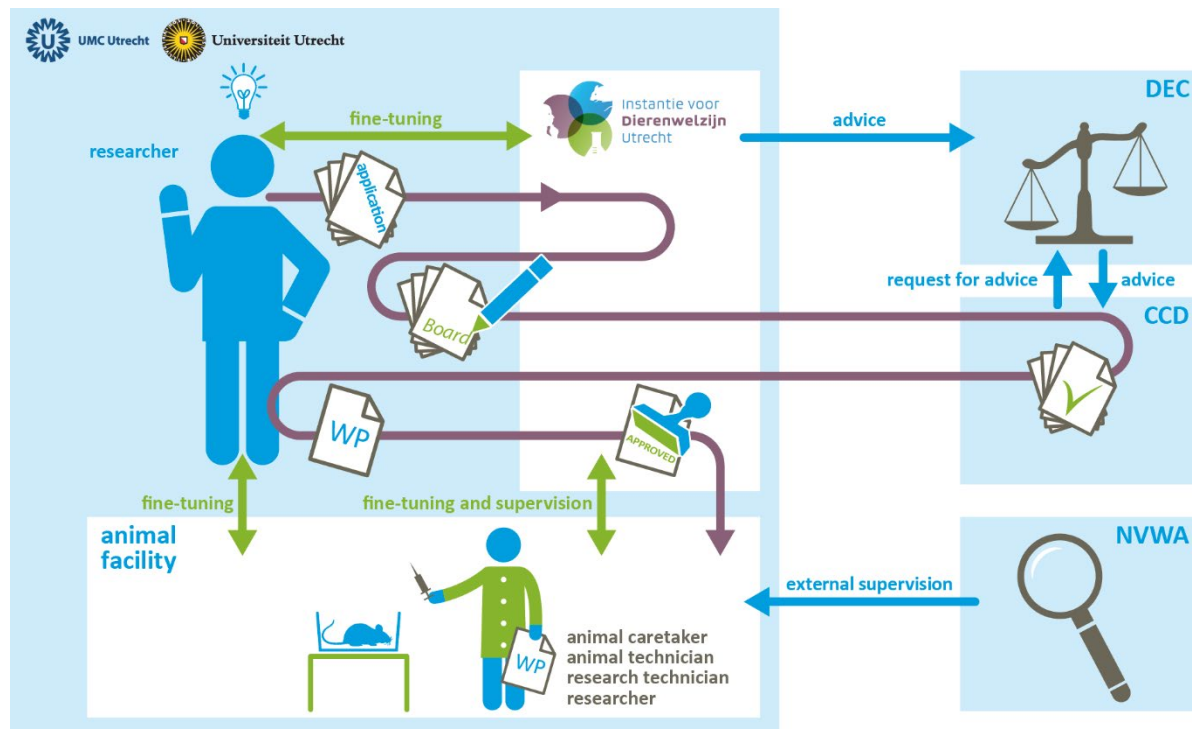 UMC Utrecht
Universiteit Utrecht
DEC
fine-tuning
Instantie voor
Dierenwelzijn
Utrecht
advice
researcher
application
request for advice
advice
CCD
Board
WP
APPROVED
fine-tuning
fine-tuning and supervision
animal
facility
NVWA
external supervision
animal caretaker
animal technician
research technician
researcher
WP